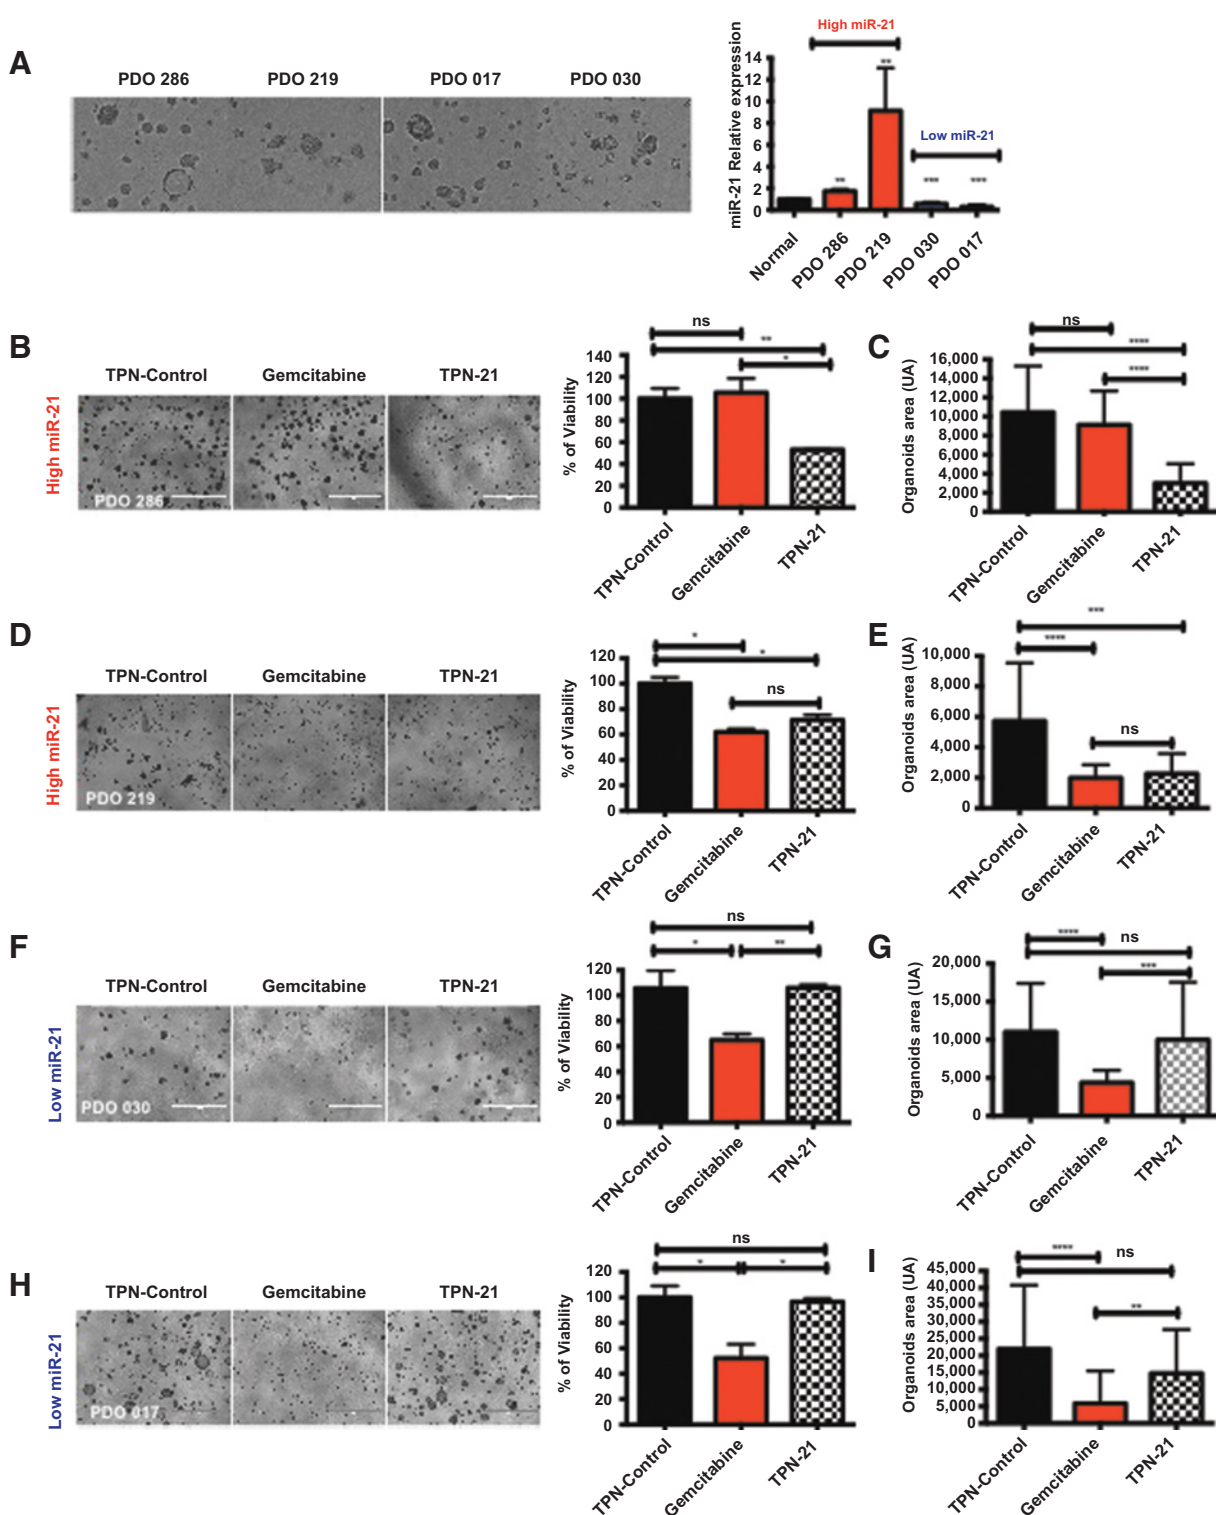 A
PDO 286
PDO 219
PDO 017
PDO 030
High miR-21
Low miR-21
miR-21 Relative expression
14
12
10
8
6
4
2
0
**
**
***
***
Normal
PDO 286
PDO 219
PDO 030
PDO 017
B
High miR-21
TPN-Control
Gemcitabine
TPN-21
PDO 286
ns
**
*
% of Viability
140
120
100
80
60
40
20
0
TPN-Control
Gemcitabine
TPN-21
C
ns
****
****
Organoids area (UA)
16,000
14,000
12,000
10,000
8,000
6,000
4,000
2,000
0
TPN-Control
Gemcitabine
TPN-21
D
High miR-21
TPN-Control
Gemcitabine
TPN-21
PDO 219
*
*
ns
% of Viability
120
100
80
60
40
20
0
TPN-Control
Gemcitabine
TPN-21
E
***
****
ns
Organoids area (UA)
10,000
8,000
6,000
4,000
2,000
0
TPN-Control
Gemcitabine
TPN-21
F
Low miR-21
TPN-Control
Gemcitabine
TPN-21
PDO 030
ns
*
**
% of Viability
120
100
80
60
40
20
0
TPN-Control
Gemcitabine
TPN-21
G
****
ns
***
Organoids area (UA)
20,000
15,000
10,000
5,000
0
TPN-Control
Gemcitabine
TPN-21
H
Low miR-21
TPN-Control
Gemcitabine
TPN-21
PDO 017
ns
*
*
% of Viability
120
100
80
60
40
20
0
TPN-Control
Gemcitabine
TPN-21
I
****
ns
**
Organoids area (UA)
45,000
40,000
35,000
30,000
25,000
20,000
15,000
10,000
5,000
0
TPN-Control
Gemcitabine
TPN-21